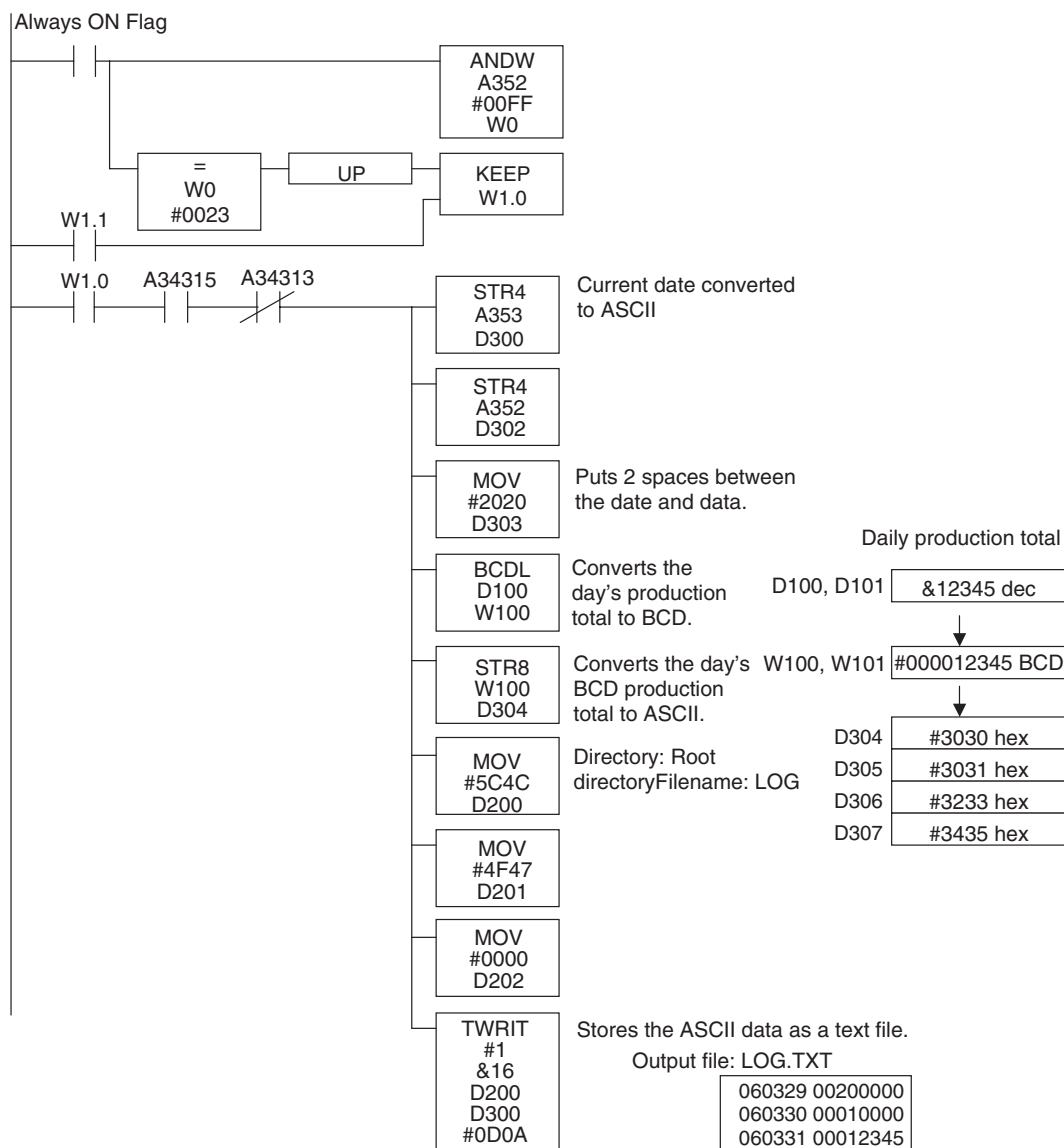 Always ON Flag
ANDW
A352
#00FF
W0
=
W0
#0023
UP
KEEP
W1.0
W1.1
W1.0 A34315 A34313
STR4
A353
D300
Current date converted
to ASCII
STR4
A352
D302
MOV
#2020
D303
Puts 2 spaces between
the date and data.
BCDL
D100
W100
Converts the
day's production
total to BCD.
Daily production total
D100, D101 &12345 dec
STR8
W100
D304
Converts the day's
BCD production
total to ASCII.
W100, W101 #000012345 BCD
D304 #3030 hex
D305 #3031 hex
D306 #3233 hex
D307 #3435 hex
MOV
#5C4C
D200
Directory: Root
directoryFilename: LOG
MOV
#4F47
D201
MOV
#0000
D202
TWRIT
#1
&16
D200
D300
#0D0A
Stores the ASCII data as a text file.
Output file: LOG.TXT
060329 00200000
060330 00010000
060331 00012345